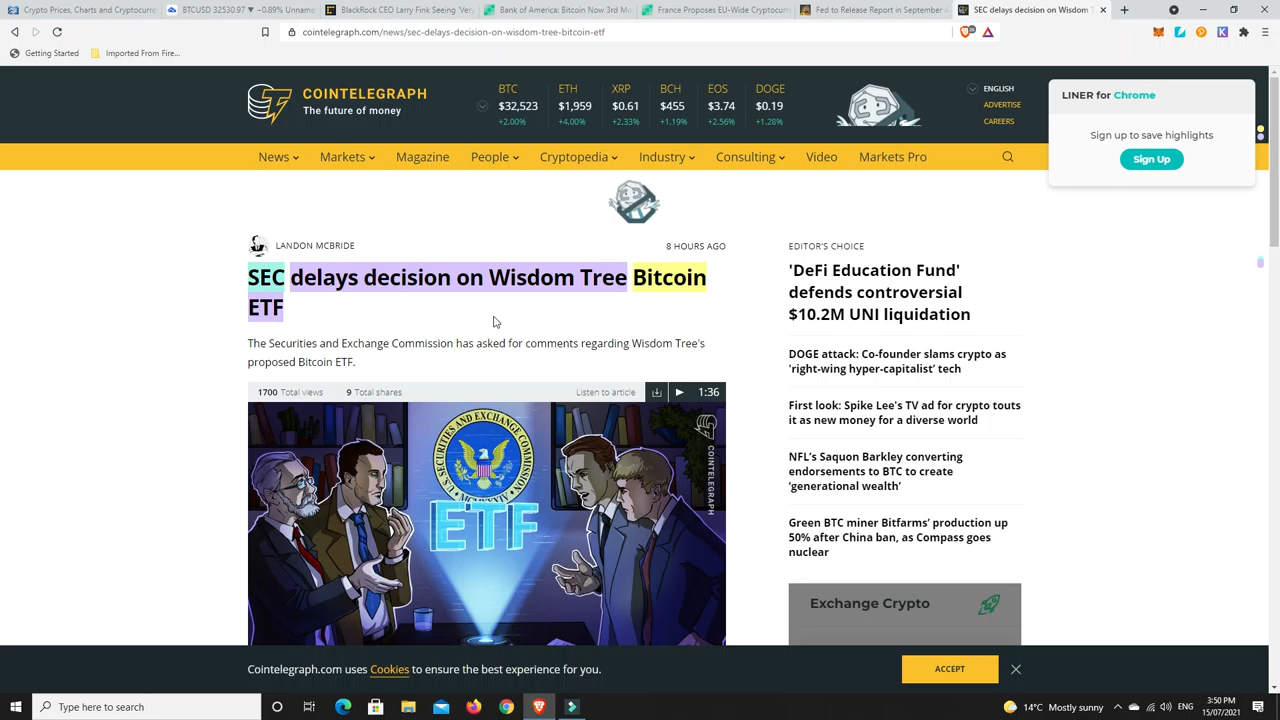 Crypto Prices, Charts and Cryptocurre
BTCUSD 32530.97 ▼ −0.89% Unname
BlackRock CEO Larry Fink Seeing 'Very
Bank of America: Bitcoin Now 3rd Mo
France Proposes EU-Wide Cryptocurr
Fed to Release Report in September A
SEC delays decision on Wisdom T
cointelegraph.com/news/sec-delays-decision-on-wisdom-tree-bitcoin-etf
Getting Started
Imported From Fire...
COINTELEGRAPH
The future of money
BTC ETH XRP BCH EOS DOGE
$32,523 $1,959 $0.61 $455 $3.74 $0.19
+2.00% +4.00% +2.33% +1.19% +2.56% +1.28%
ENGLISH
ADVERTISE
CAREERS
LINER for Chrome
Sign up to save highlights
Sign Up
News Markets Magazine People Cryptopedia Industry Consulting Video Markets Pro
LANDON MCBRIDE
8 HOURS AGO
SEC delays decision on Wisdom Tree Bitcoin
ETF
The Securities and Exchange Commission has asked for comments regarding Wisdom Tree's
proposed Bitcoin ETF.
1700 Total views 9 Total shares Listen to article 1:36
SECURITIES AND EXCHANGE COMMISSION
MCMXXXIV
ETF
COINTELEGRAPH
EDITOR'S CHOICE
'DeFi Education Fund'
defends controversial
$10.2M UNI liquidation
DOGE attack: Co-founder slams crypto as
'right-wing hyper-capitalist' tech
First look: Spike Lee's TV ad for crypto touts
it as new money for a diverse world
NFL's Saquon Barkley converting
endorsements to BTC to create
'generational wealth'
Green BTC miner Bitfarms' production up
50% after China ban, as Compass goes
nuclear
Exchange Crypto
Cointelegraph.com uses Cookies to ensure the best experience for you.
ACCEPT
Type here to search
14°C Mostly sunny
ENG
3:50 PM
15/07/2021